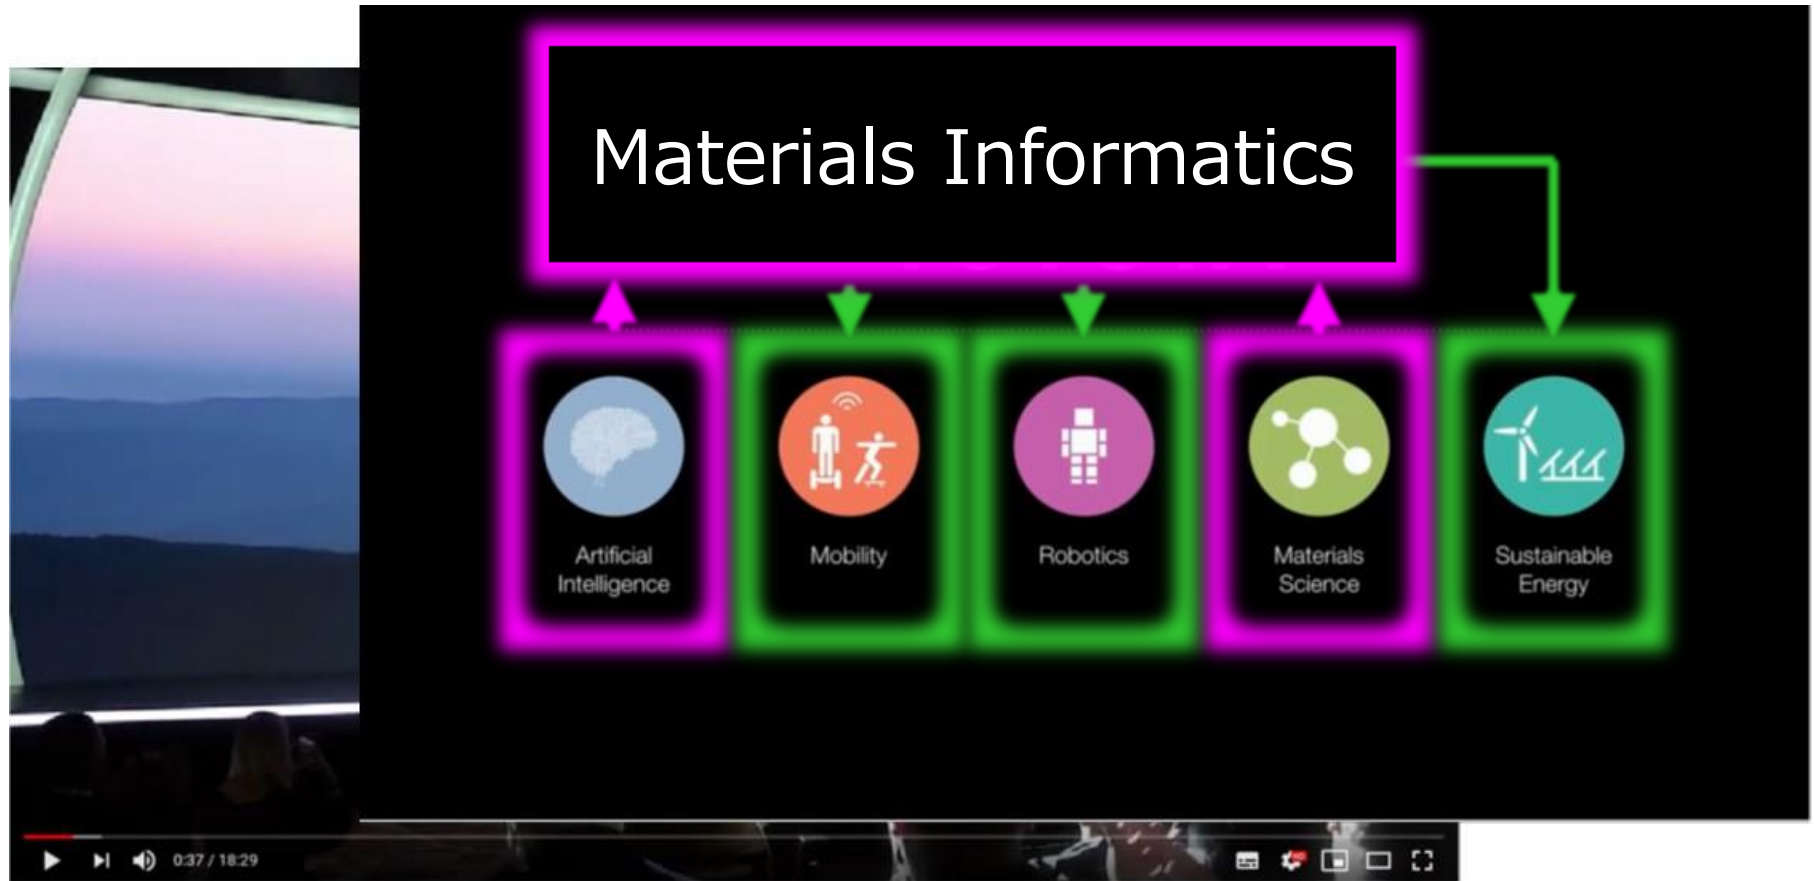 Materials Informatics
Artificial
Intelligence
Mobility
Robotics
Materials
Science
Sustainable
Energy
0:37 / 18:29